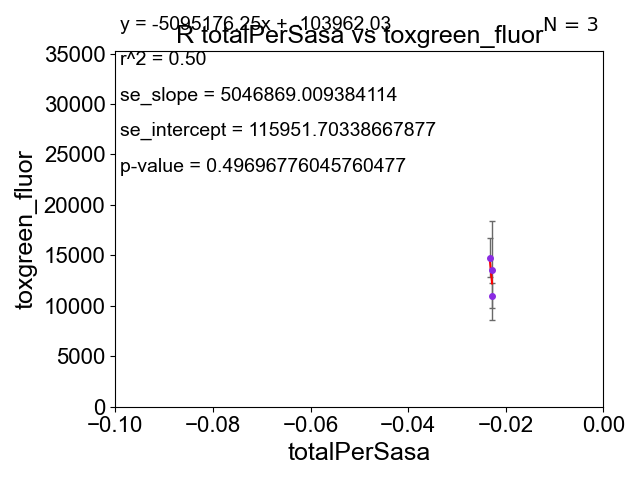 y = -5095176.25x + -103962.03
N = 3
R totalPerSasa vs toxgreen_fluor
r^2 = 0.50
se_slope = 5046869.009384114
se_intercept = 115951.70338667877
p-value = 0.49696776045760477
35000
30000
25000
20000
15000
10000
5000
0
toxgreen_fluor
−0.10 −0.08 −0.06 −0.04 −0.02 0.00
totalPerSasa